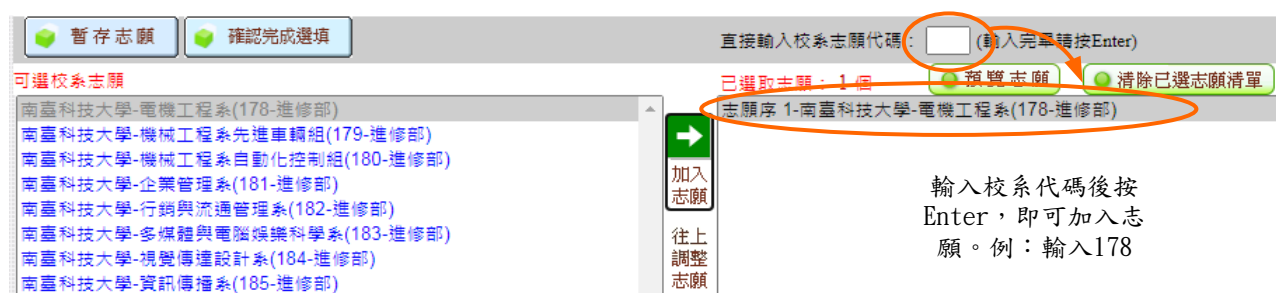 暫存志願
確認完成選填
直接輸入校系志願代碼： (輸入完畢請按Enter)
可選校系志願
已選取志願： 1 個
預覽志願
清除已選志願清單
南臺科技大學-電機工程系(178-進修部)
南臺科技大學-機械工程系先進車輛組(179-進修部)
南臺科技大學-機械工程系自動化控制組(180-進修部)
南臺科技大學-企業管理系(181-進修部)
南臺科技大學-行銷與流通管理系(182-進修部)
南臺科技大學-多媒體與電腦娛樂科學系(183-進修部)
南臺科技大學-視覺傳達設計系(184-進修部)
南臺科技大學-資訊傳播系(185-進修部)
加入
志願
往上
調整
志願
志願序 1-南臺科技大學-電機工程系(178-進修部)
輸入校系代碼後按
Enter，即可加入志
願。例：輸入178